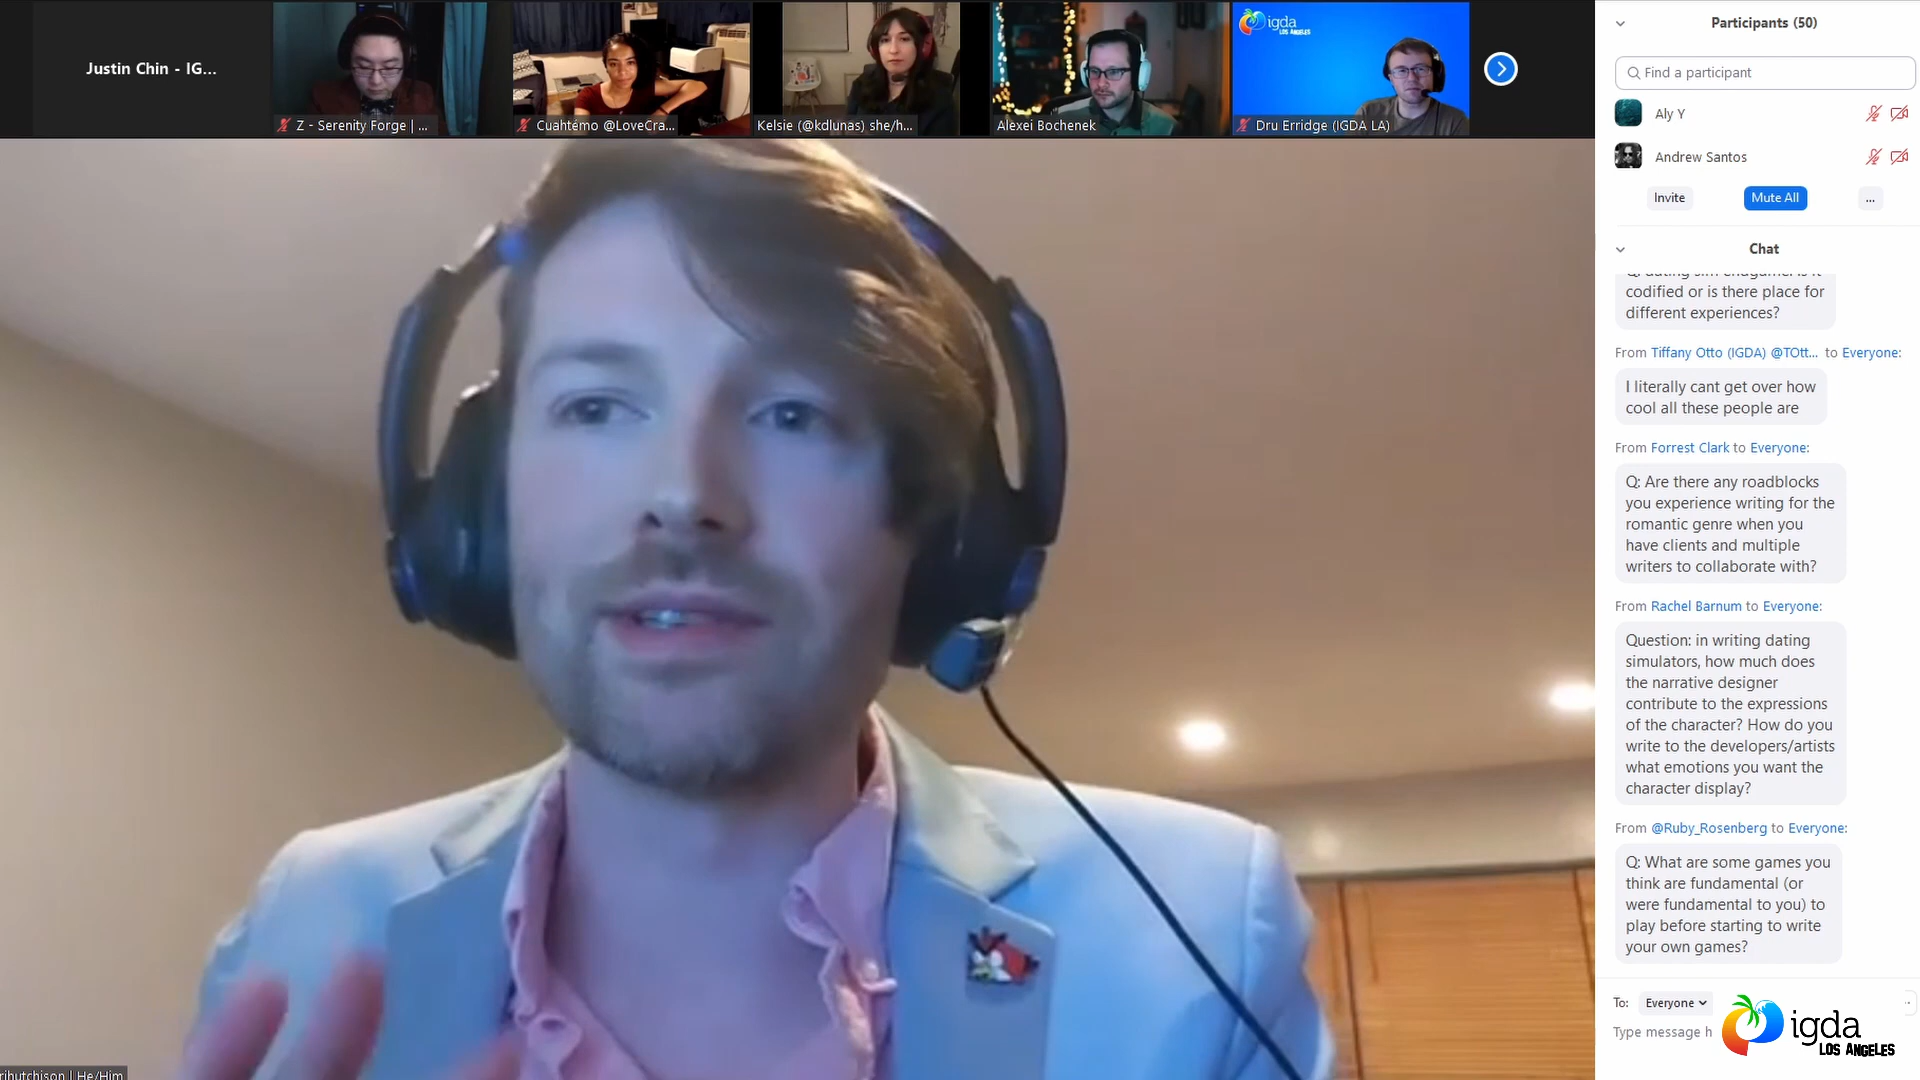 Justin Chin - IG...
Z - Serenity Forge | ...
Cuahtémo @LoveCra...
Kelsie (@kdlunas) she/h...
Alexei Bochenek
igda
LOS ANGELES
Dru Erridge (IGDA LA)
Participants (50)
Find a participant
Aly Y
Andrew Santos
Invite
Mute All
...
Chat
Q: dating sim endgame: is it
codified or is there place for
different experiences?
From Tiffany Otto (IGDA) @TOtt... to Everyone:
I literally cant get over how
cool all these people are
From Forrest Clark to Everyone:
Q: Are there any roadblocks
you experience writing for the
romantic genre when you
have clients and multiple
writers to collaborate with?
From Rachel Barnum to Everyone:
Question: in writing dating
simulators, how much does
the narrative designer
contribute to the expressions
of the character? How do you
write to the developers/artists
what emotions you want the
character display?
From @Ruby_Rosenberg to Everyone:
Q: What are some games you
think are fundamental (or
were fundamental to you) to
play before starting to write
your own games?
To: Everyone
Type message h
igda
LOS ANGELES
rihutchison | He/Him